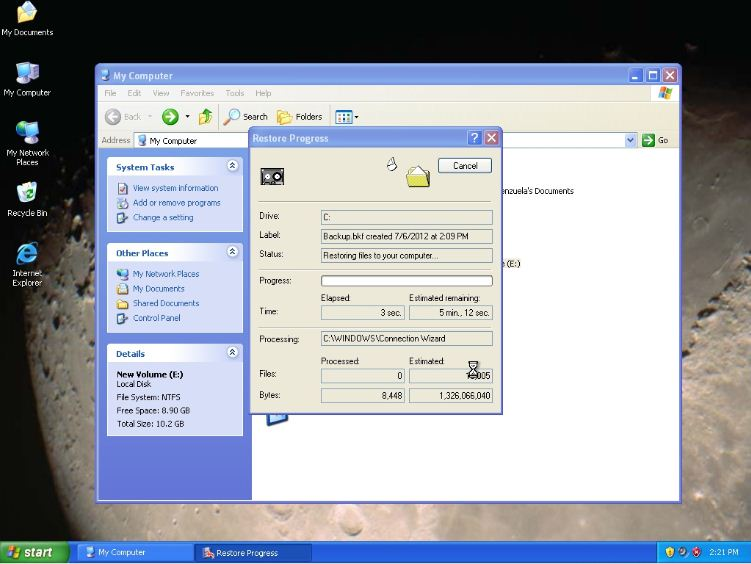 My Documents
My Computer
My Network
Places
Recycle Bin
Internet
Explorer
My Computer
File Edit View Favorites Tools Help
Back Search Folders
Address My Computer Go
System Tasks
View system information
Add or remove programs
Change a setting
Other Places
My Network Places
My Documents
Shared Documents
Control Panel
Details
New Volume (E:)
Local Disk
File System: NTFS
Free Space: 8.90 GB
Total Size: 10.2 GB
Documents
(E:)
Restore Progress
Cancel
Drive: C:
Label: Backup.bkf created 7/6/2012 at 2:09 PM
Status: Restoring files to your computer...
Progress:
Elapsed: Estimated remaining:
Time: 3 sec. 5 min., 12 sec.
Processing: C:\WINDOWS\Connection Wizard
Processed: Estimated:
Files: 0
Bytes: 8,448 1,326,066,040
start My Computer Restore Progress 2:21 PM